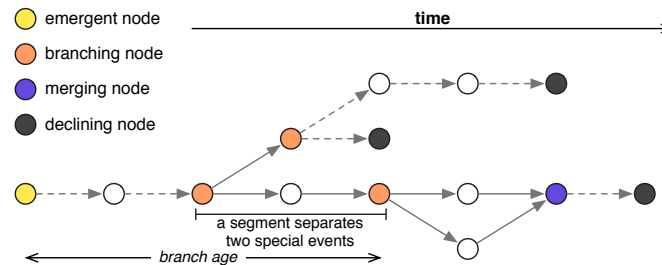 emergent node
time
branching node
merging node
declining node
a segment separates
two special events
branch age